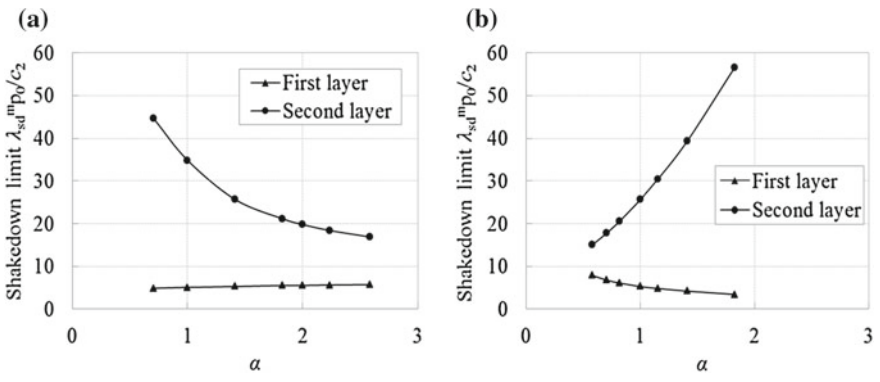 (a)
Shakedown limit λsdᵐp₀/c₂
60
50
40
30
20
10
0
First layer
Second layer
0 1 2 3
α
(b)
Shakedown limit λsdᵐp₀/c₂
60
50
40
30
20
10
0
First layer
Second layer
0 1 2 3
α